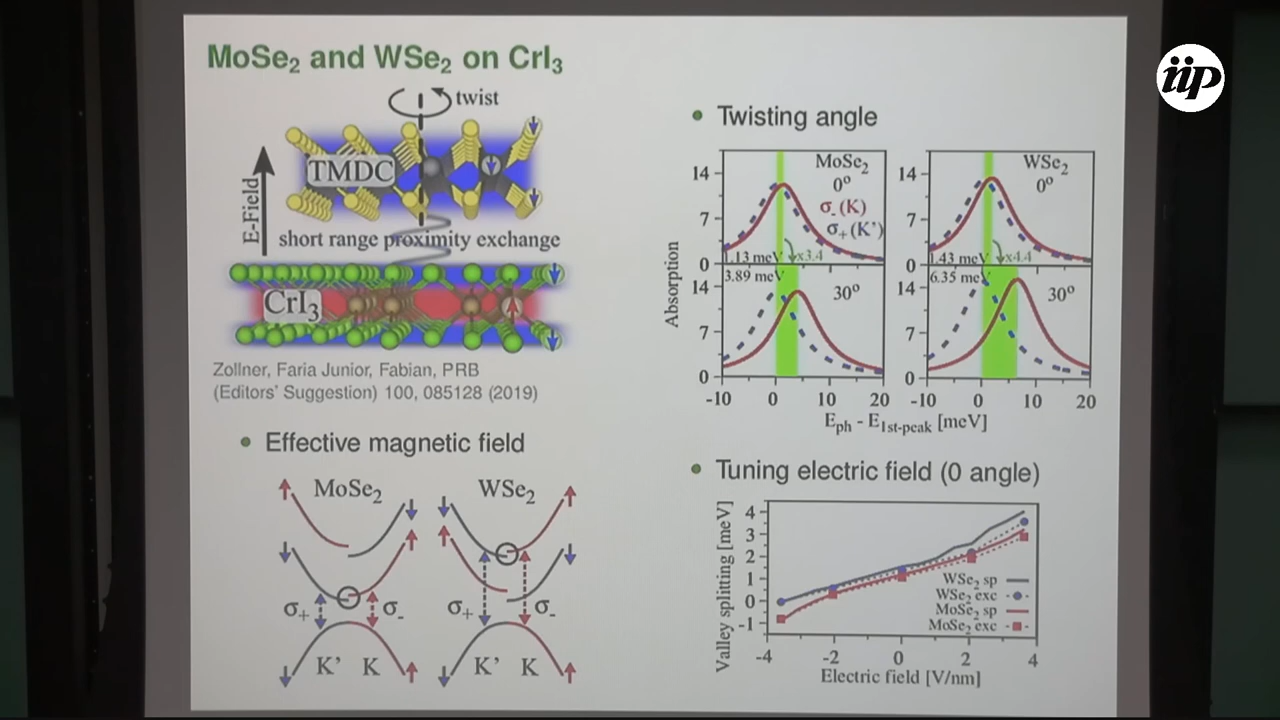 MoSe₂ and WSe₂ on CrI₃
twist
TMDC
E-Field
short range proximity exchange
CrI₃
Zollner, Faria Junior, Fabian, PRB
(Editors' Suggestion) 100, 085128 (2019)
• Effective magnetic field
MoSe₂
WSe₂
σ₊
σ₋
σ₊
σ₋
K' K
K' K
• Twisting angle
Absorption
14
7
0
MoSe₂
0°
σ₋(K)
σ₊(K')
1.13 meV
x3.4
14
7
0
WSe₂
0°
1.43 meV
x4.4
14
7
0
3.89 meV
30°
14
7
0
6.35 meV
30°
-10 0 10 20
-10 0 10 20
Eph - E1st-peak [meV]
• Tuning electric field (0 angle)
Valley splitting [meV]
4
3
2
1
0
-1
WSe₂ sp
WSe₂ exc
MoSe₂ sp
MoSe₂ exc
-4 -2 0 2 4
Electric field [V/nm]
iip